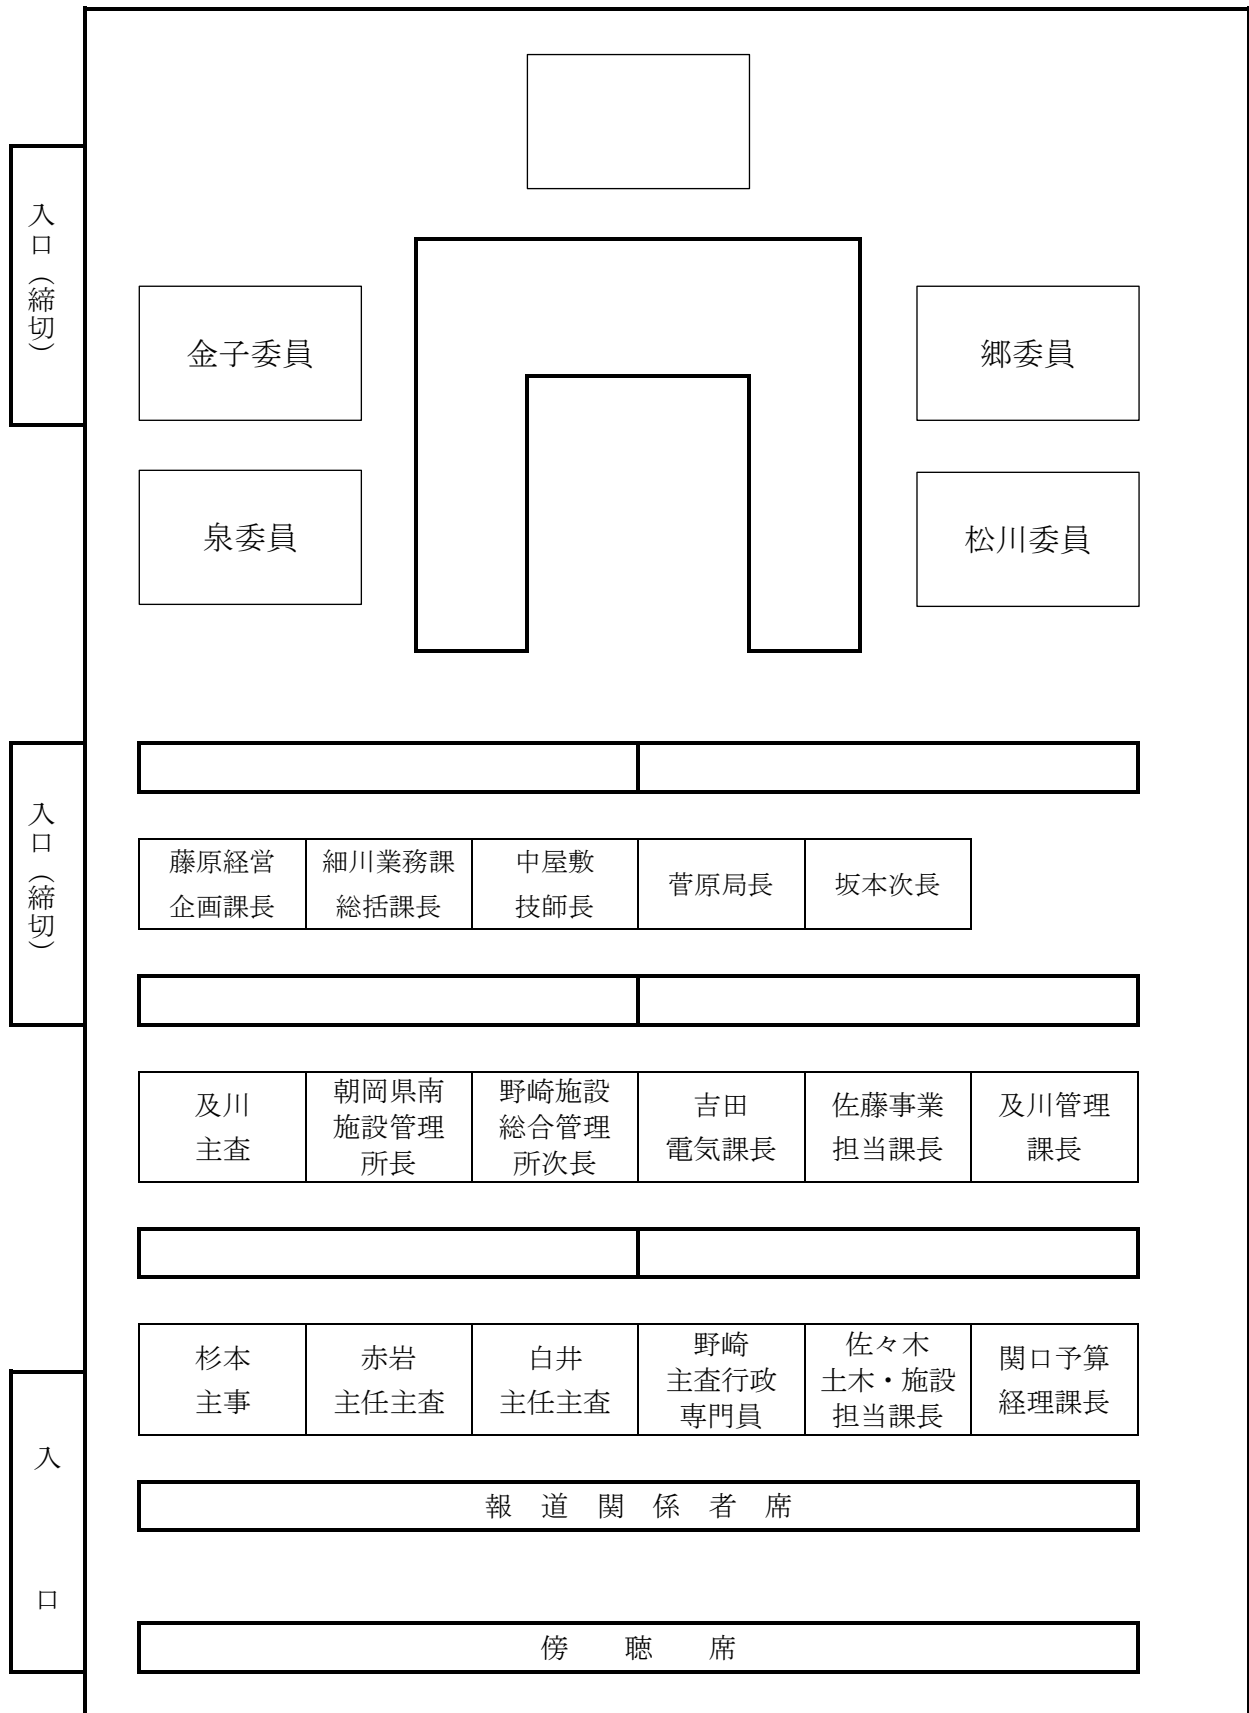 入口（締切）
金子委員
郷委員
泉委員
松川委員
入口（締切）
藤原経営
企画課長
細川業務課
総括課長
中屋敷
技師長
菅原局長
坂本次長
及川
主査
朝岡県南
施設管理
所長
野崎施設
総合管理
所次長
吉田
電気課長
佐藤事業
担当課長
及川管理
課長
杉本
主事
赤岩
主任主査
白井
主任主査
野崎
主査行政
専門員
佐々木
土木・施設
担当課長
関口予算
経理課長
入口
報道関係者席
傍聴席